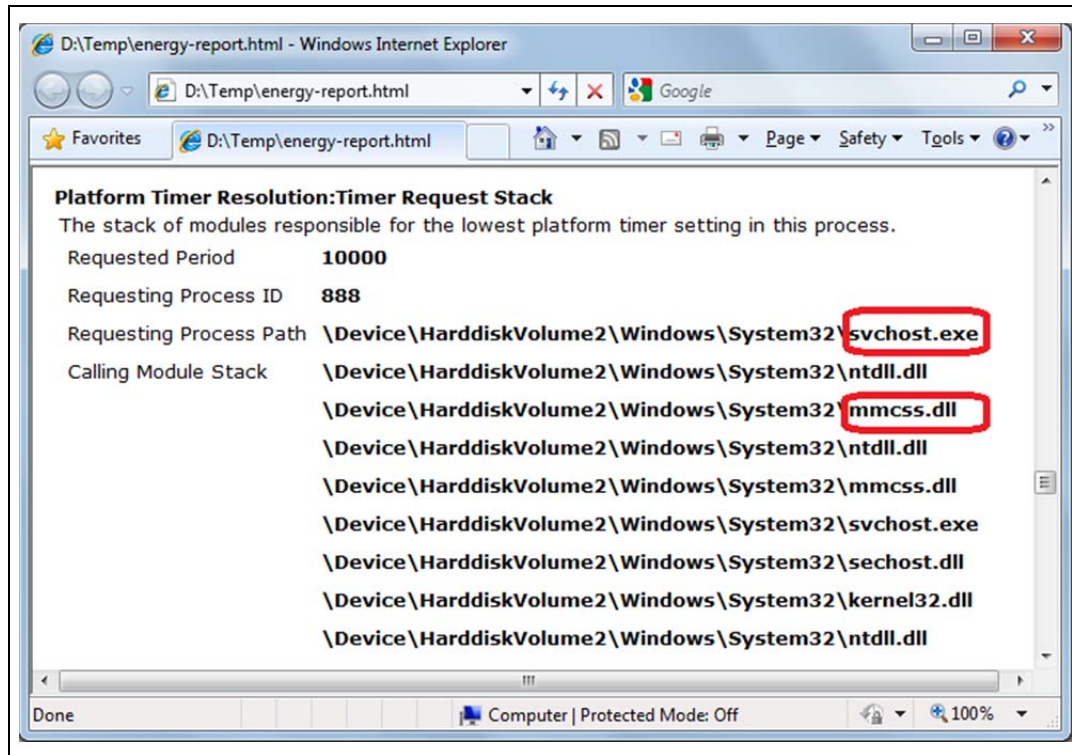 D:\Temp\energy-report.html - Windows Internet Explorer
D:\Temp\energy-report.html
Google
Favorites
D:\Temp\energy-report.html
Page Safety Tools
Platform Timer Resolution:Timer Request Stack
The stack of modules responsible for the lowest platform timer setting in this process.
Requested Period 10000
Requesting Process ID 888
Requesting Process Path \Device\HarddiskVolume2\Windows\System32\svchost.exe
Calling Module Stack \Device\HarddiskVolume2\Windows\System32\ntdll.dll
\Device\HarddiskVolume2\Windows\System32\mmcss.dll
\Device\HarddiskVolume2\Windows\System32\ntdll.dll
\Device\HarddiskVolume2\Windows\System32\mmcss.dll
\Device\HarddiskVolume2\Windows\System32\svchost.exe
\Device\HarddiskVolume2\Windows\System32\sechost.dll
\Device\HarddiskVolume2\Windows\System32\kernel32.dll
\Device\HarddiskVolume2\Windows\System32\ntdll.dll
Done Computer | Protected Mode: Off 100%